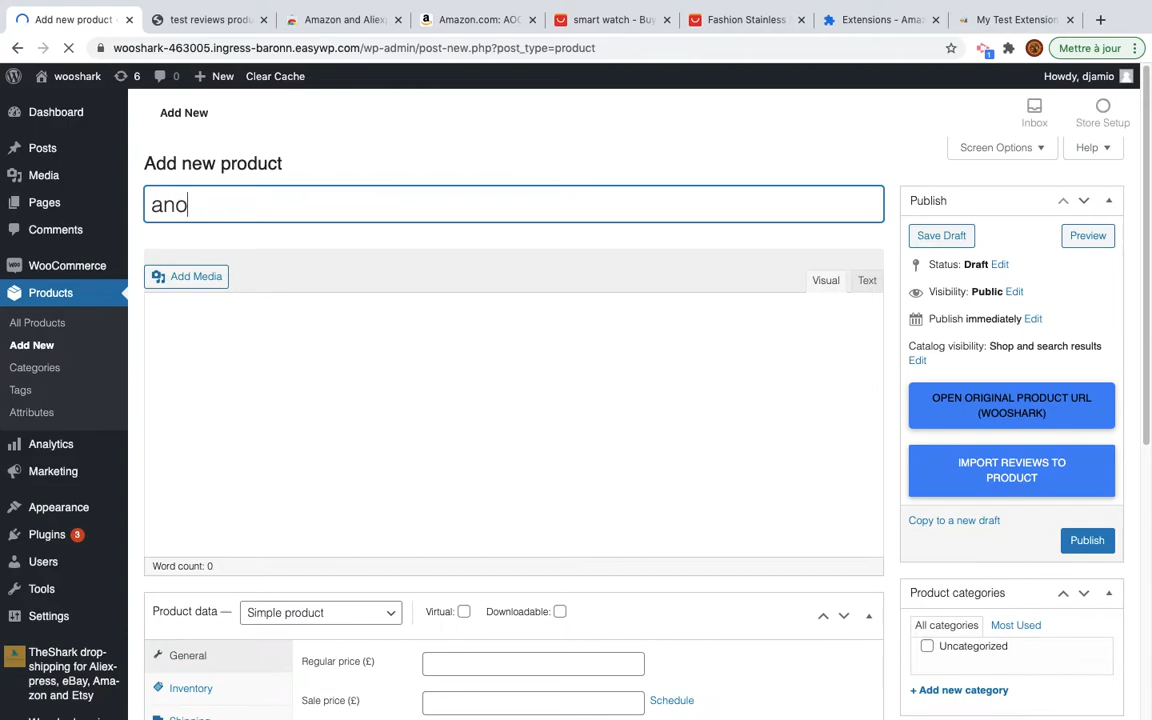 Add new product
test reviews produ
Amazon and Aliex
Amazon.com: AO
smart watch - Buy
Fashion Stainless
Extensions - Ama
My Test Extension
wooshark-463005.ingress-baronn.easywp.com/wp-admin/post-new.php?post_type=product
1
Mettre à jour
wooshark
6
0
New
Clear Cache
Howdy, djamio
Dashboard
Posts
Media
Pages
Comments
WooCommerce
Products
All Products
Add New
Categories
Tags
Attributes
Analytics
Marketing
Appearance
Plugins 3
Users
Tools
Settings
TheShark drop-
shipping for Aliex-
press, eBay, Ama-
zon and Etsy
Add New
Inbox
Store Setup
Screen Options
Help
Add new product
ano
Add Media
Visual
Text
Word count: 0
Product data —
Simple product
Virtual:
Downloadable:
General
Inventory
Regular price (£)
Sale price (£)
Schedule
Publish
Save Draft
Preview
Status: Draft Edit
Visibility: Public Edit
Publish immediately Edit
Catalog visibility: Shop and search results
Edit
OPEN ORIGINAL PRODUCT URL
(WOOSHARK)
IMPORT REVIEWS TO
PRODUCT
Copy to a new draft
Publish
Product categories
All categories
Most Used
Uncategorized
+ Add new category